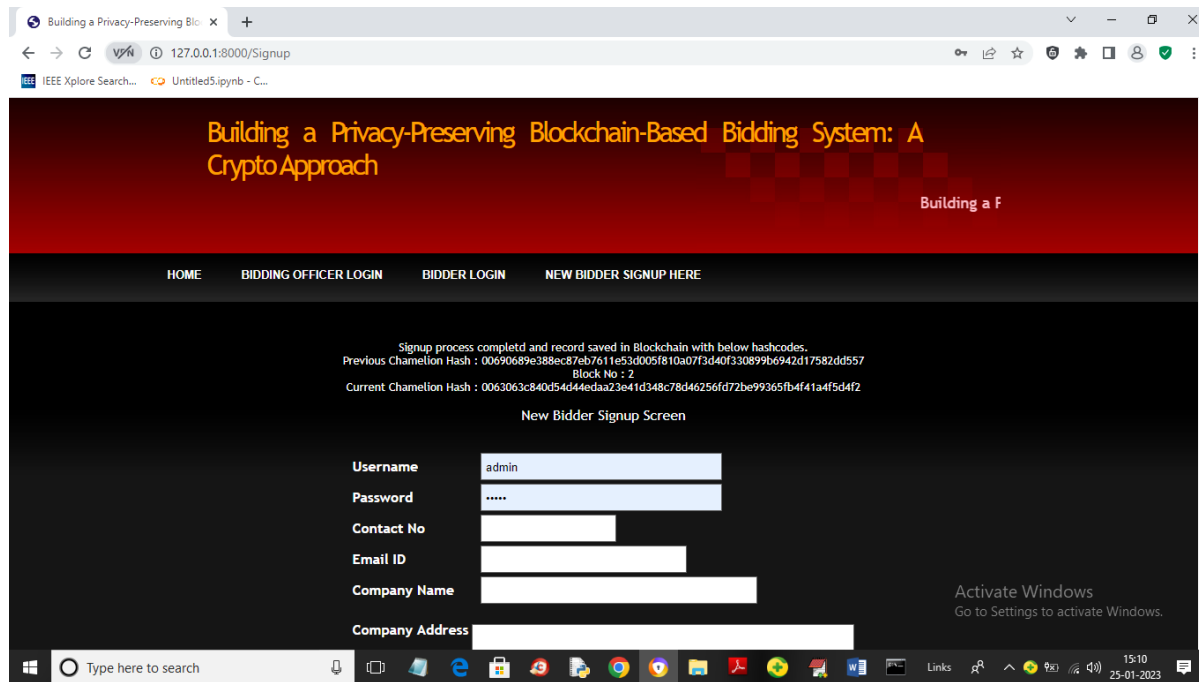 Building a Privacy-Preserving Blo
127.0.0.1:8000/Signup
IEEE Xplore Search... Untitled5.ipynb - C...
Building a Privacy-Preserving Blockchain-Based Bidding System: A
Crypto Approach
Building a F
HOME BIDDING OFFICER LOGIN BIDDER LOGIN NEW BIDDER SIGNUP HERE
Signup process completd and record saved in Blockchain with below hashcodes.
Previous Chamelion Hash : 00690689e388ec87eb7611e53d005f810a07f3d40f330899b6942d17582dd557
Block No : 2
Current Chamelion Hash : 0063063c840d54d44edaa23e41d348c78d46256fd72be99365fb4f41a4f5d4f2
New Bidder Signup Screen
Username admin
Password •••••
Contact No
Email ID
Company Name
Company Address
Activate Windows
Go to Settings to activate Windows.
Type here to search Links 15:10
25-01-2023